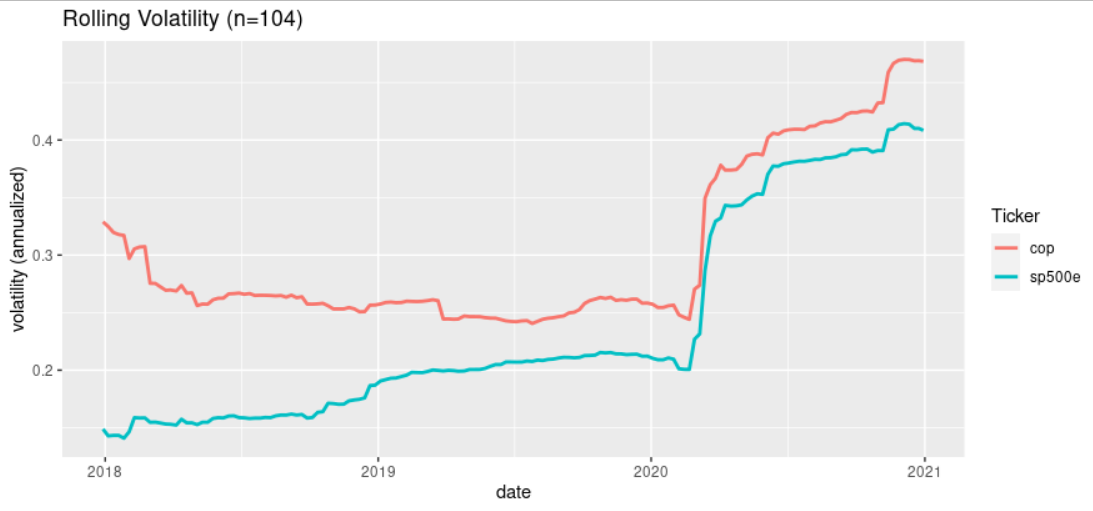 Rolling Volatility (n=104)
volatility (annualized)
0.4
0.3
0.2
2018 2019 2020 2021
date
Ticker
cop
sp500e